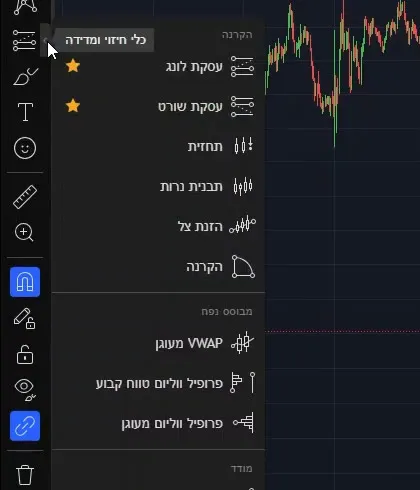 הקרנה
כלי חיזוי ומדידה
עסקת לונג
עסקת שורט
תחזית
תבנית נרות
הזנת צל
הקרנה
מבוסס נפח
VWAP מעוגן
פרופיל ווליום טווח קבוע
פרופיל ווליום מעוגן
מודד